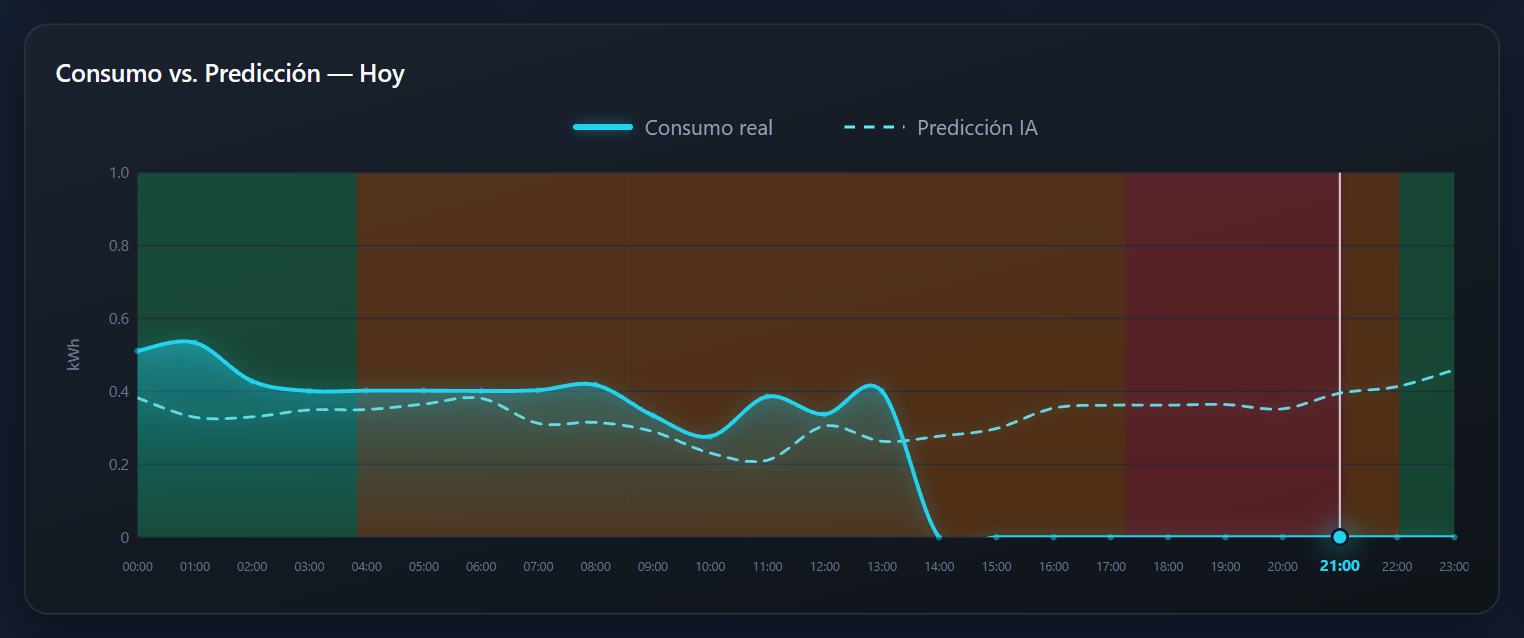 Consumo vs. Predicción — Hoy
Consumo real
Predicción IA
kWh
1.0
0.8
0.6
0.4
0.2
0
00:00 01:00 02:00 03:00 04:00 05:00 06:00 07:00 08:00 09:00 10:00 11:00 12:00 13:00 14:00 15:00 16:00 17:00 18:00 19:00 20:00 21:00 22:00 23:00